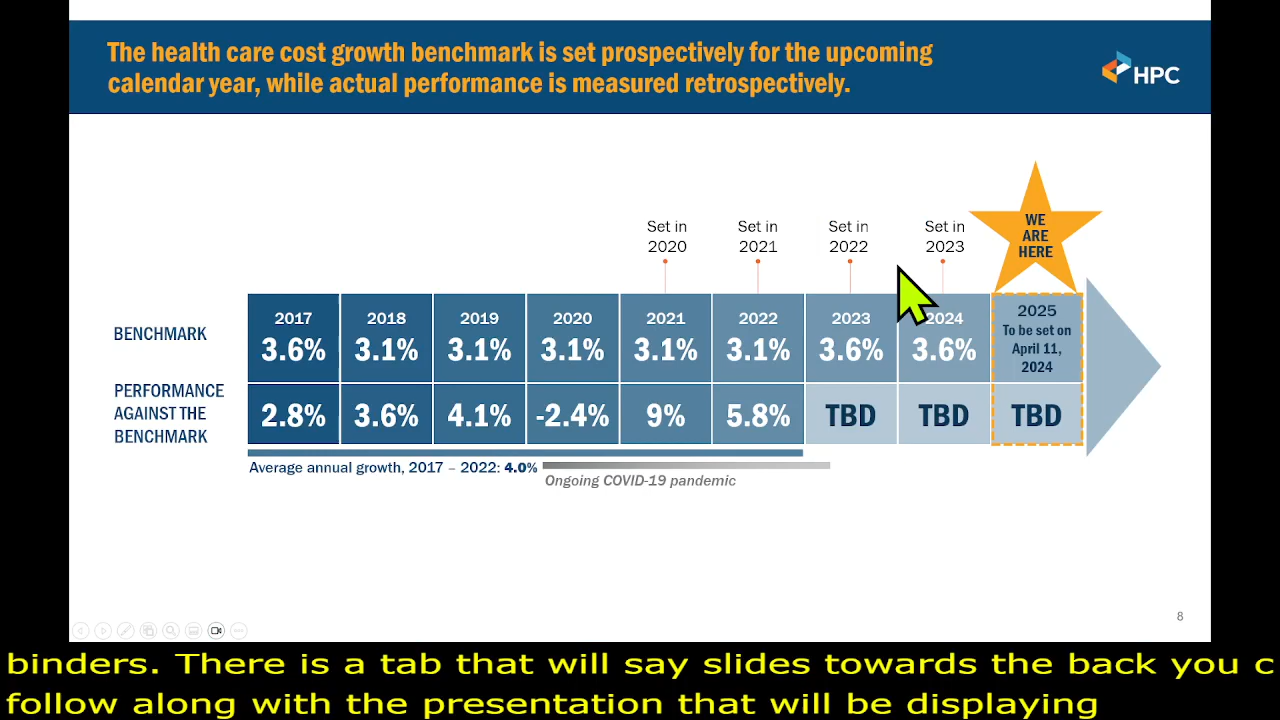 The health care cost growth benchmark is set prospectively for the upcoming
calendar year, while actual performance is measured retrospectively.
HPC
Set in
2020
Set in
2021
Set in
2022
Set in
2023
WE
ARE
HERE
BENCHMARK
2017
3.6%
2018
3.1%
2019
3.1%
2020
3.1%
2021
3.1%
2022
3.1%
2023
3.6%
2024
3.6%
2025
To be set on
April 11,
2024
PERFORMANCE
AGAINST THE
BENCHMARK
2.8%
3.6%
4.1%
-2.4%
9%
5.8%
TBD
TBD
TBD
Average annual growth, 2017 – 2022: 4.0%
Ongoing COVID-19 pandemic
8
binders. There is a tab that will say slides towards the back you c
follow along with the presentation that will be displaying